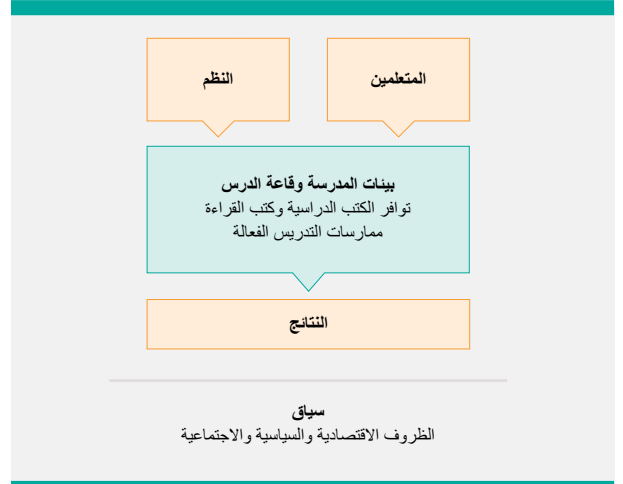 المتعلمين
النظم
بيئات المدرسة وقاعة الدرس
توافر الكتب الدراسية وكتب القراءة
ممارسات التدريس الفعالة
النتائج
سياق
الظروف الاقتصادية والسياسية والاجتماعية